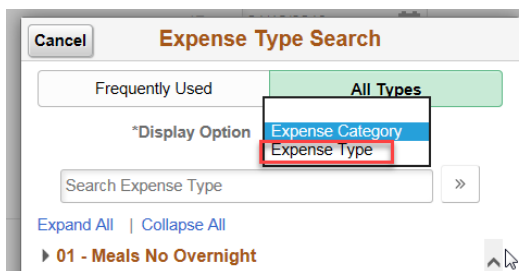 Cancel Expense Type Search
Frequently Used All Types
*Display Option Expense Category
Expense Type
Search Expense Type »
Expand All | Collapse All
01 - Meals No Overnight